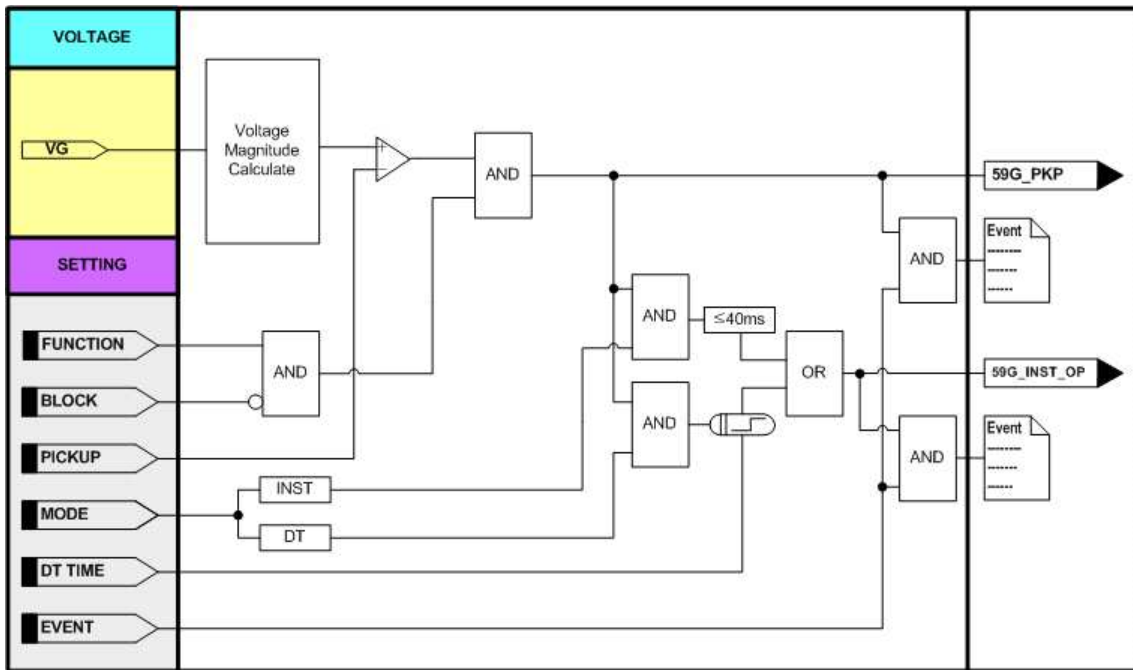 VOLTAGE
VG
Voltage
Magnitude
Calculate
+
−
AND
59G_PKP
Event
AND
SETTING
FUNCTION
BLOCK
PICKUP
MODE
DT TIME
EVENT
AND
INST
DT
AND
≤40ms
AND
OR
59G_INST_OP
Event
AND